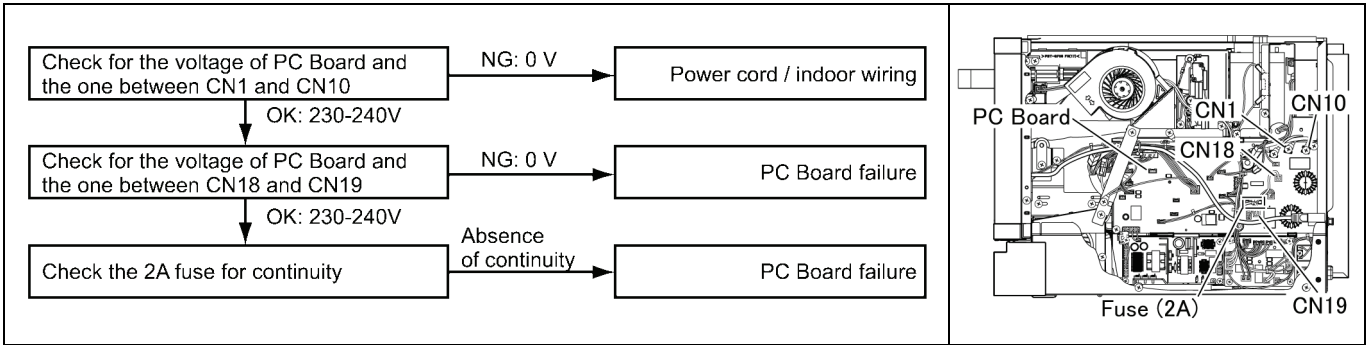 Check for the voltage of PC Board and
the one between CN1 and CN10
NG: 0 V
Power cord / indoor wiring
OK: 230-240V
Check for the voltage of PC Board and
the one between CN18 and CN19
NG: 0 V
PC Board failure
OK: 230-240V
Check the 2A fuse for continuity
Absence
of continuity
PC Board failure
PC Board
CN1
CN10
CN18
Fuse (2A)
CN19